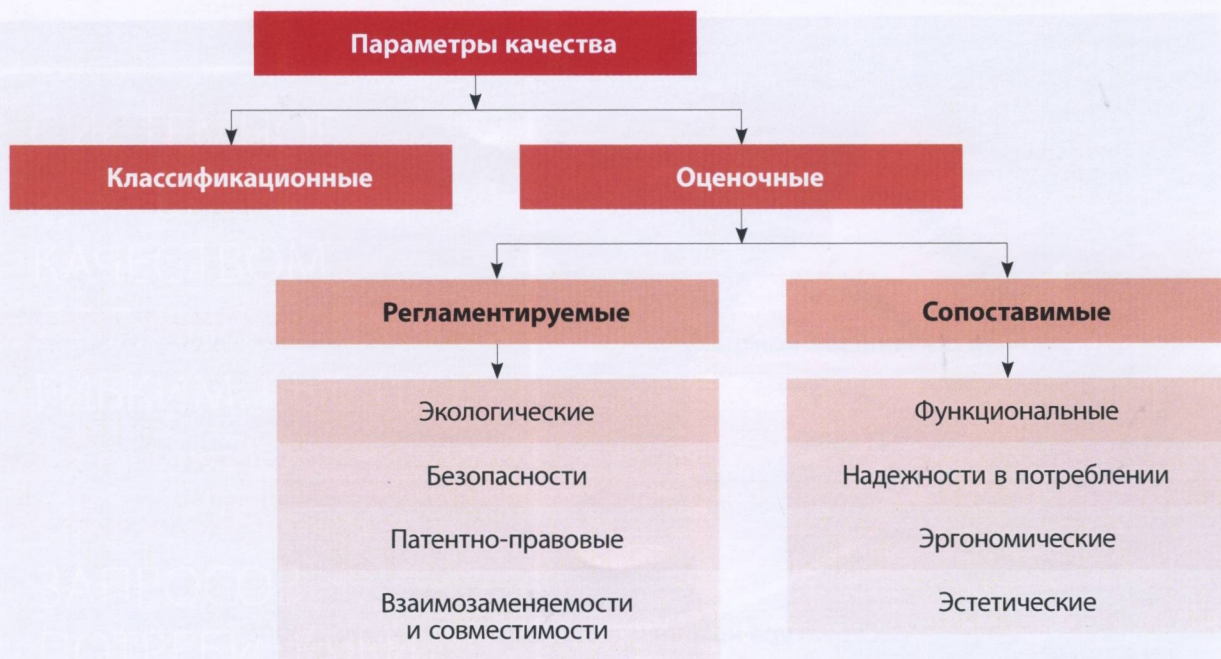 Параметры качества
Классификационные
Оценочные
Регламентируемые
Сопоставимые
Экологические
Функциональные
Безопасности
Надежности в потреблении
Патентно-правовые
Эргономические
Взаимозаменяемости
и совместимости
Эстетические